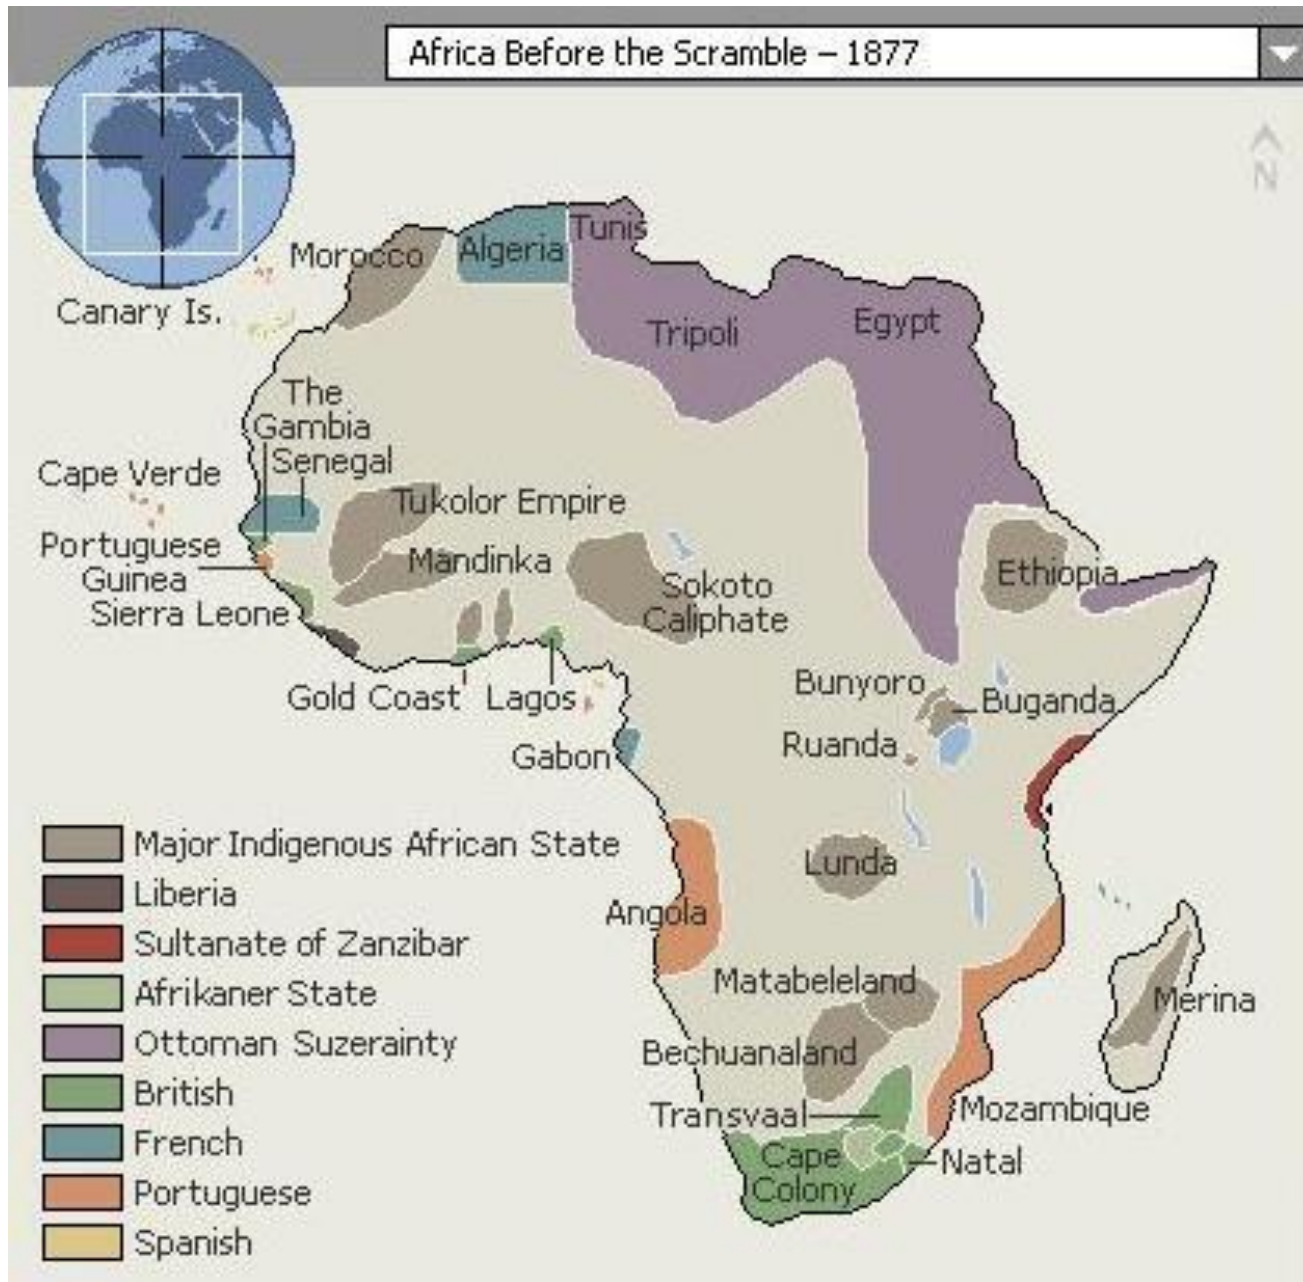 Africa Before the Scramble – 1877
N
Tunis
Morocco
Algeria
Canary Is.
Tripoli
Egypt
The
Gambia
Senegal
Cape Verde
Tukolor Empire
Portuguese
Guinea
Mandinka
Sierra Leone
Sokoto
Caliphate
Ethiopia
Gold Coast
Lagos
Bunyoro
Buganda
Ruanda
Gabon
Lunda
Angola
Matabeleland
Merina
Bechuanaland
Transvaal
Mozambique
Cape
Colony
Natal
Major Indigenous African State
Liberia
Sultanate of Zanzibar
Afrikaner State
Ottoman Suzerainty
British
French
Portuguese
Spanish